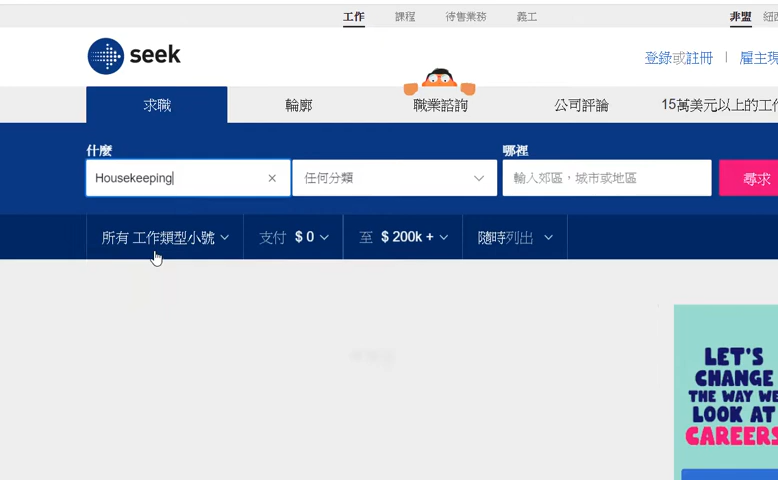 工作 課程 待售業務 義工 非盟
seek 登錄或註冊
求職 輪廓 職業諮詢 公司評論 15萬美元以上的工作
什麼 哪裡
Housekeeping 任何分類 輸入郊區，城市或地區 尋求
所有 工作類型小號 支付 $ 0 至 $ 200k + 隨時列出
LET'S
CHANGE
THE WAY WE
LOOK AT
CAREERS